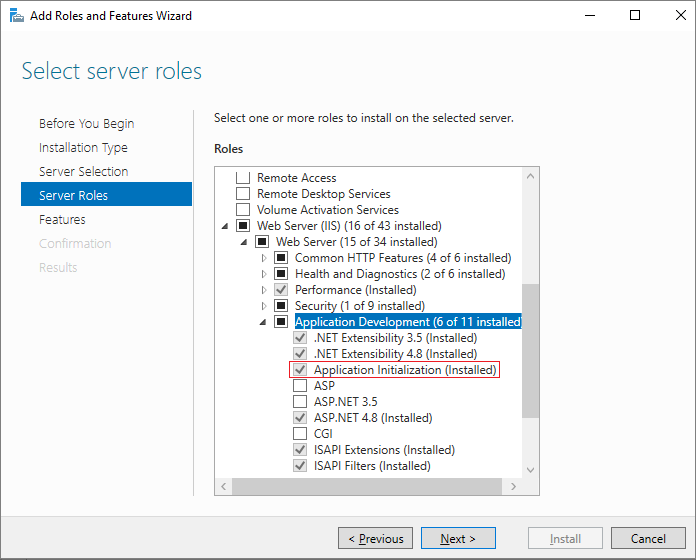 Add Roles and Features Wizard
Select server roles
Before You Begin
Installation Type
Server Selection
Server Roles
Features
Confirmation
Results
Select one or more roles to install on the selected server.
Roles
Remote Access
Remote Desktop Services
Volume Activation Services
Web Server (IIS) (16 of 43 installed)
Web Server (15 of 34 installed)
Common HTTP Features (4 of 6 installed)
Health and Diagnostics (2 of 6 installed)
Performance (Installed)
Security (1 of 9 installed)
Application Development (6 of 11 installed)
.NET Extensibility 3.5 (Installed)
.NET Extensibility 4.8 (Installed)
Application Initialization (Installed)
ASP
ASP.NET 3.5
ASP.NET 4.8 (Installed)
CGI
ISAPI Extensions (Installed)
ISAPI Filters (Installed)
< Previous
Next >
Install
Cancel